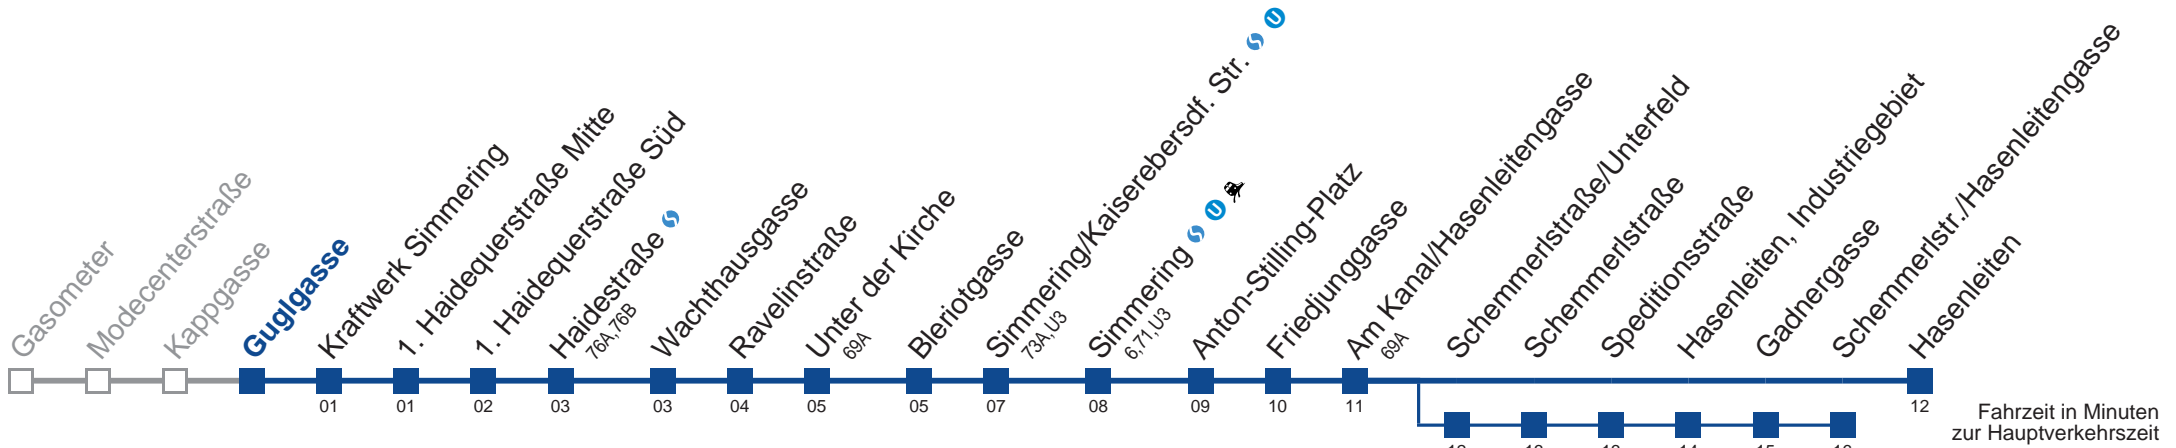 Gasometer
Modecenterstraße
Kappgasse
Guglgasse
Kraftwerk Simmering
1. Haidequerstraße Mitte
1. Haidequerstraße Süd
Haidestraße
76A,76B
Wachthausgasse
Ravelinstraße
Unter der Kirche
69A
Bleriotgasse
Simmering/Kaiserebersdf. Str. U
73A,U3
Simmering U
6,71,U3
Anton-Stilling-Platz
Friedjunggasse
Am Kanal/Hasenleitengasse
69A
Schemmerlstraße/Unterfeld
Schemmerlstraße
Speditionsstraße
Hasenleiten, Industriegebiet
Gadnergasse
Schemmerlstr./Hasenleitengasse
Hasenleiten
01 01 02 03 03 04 05 05 07 08 09 10 11 12
Fahrzeit in Minuten
zur Hauptverkehrszeit